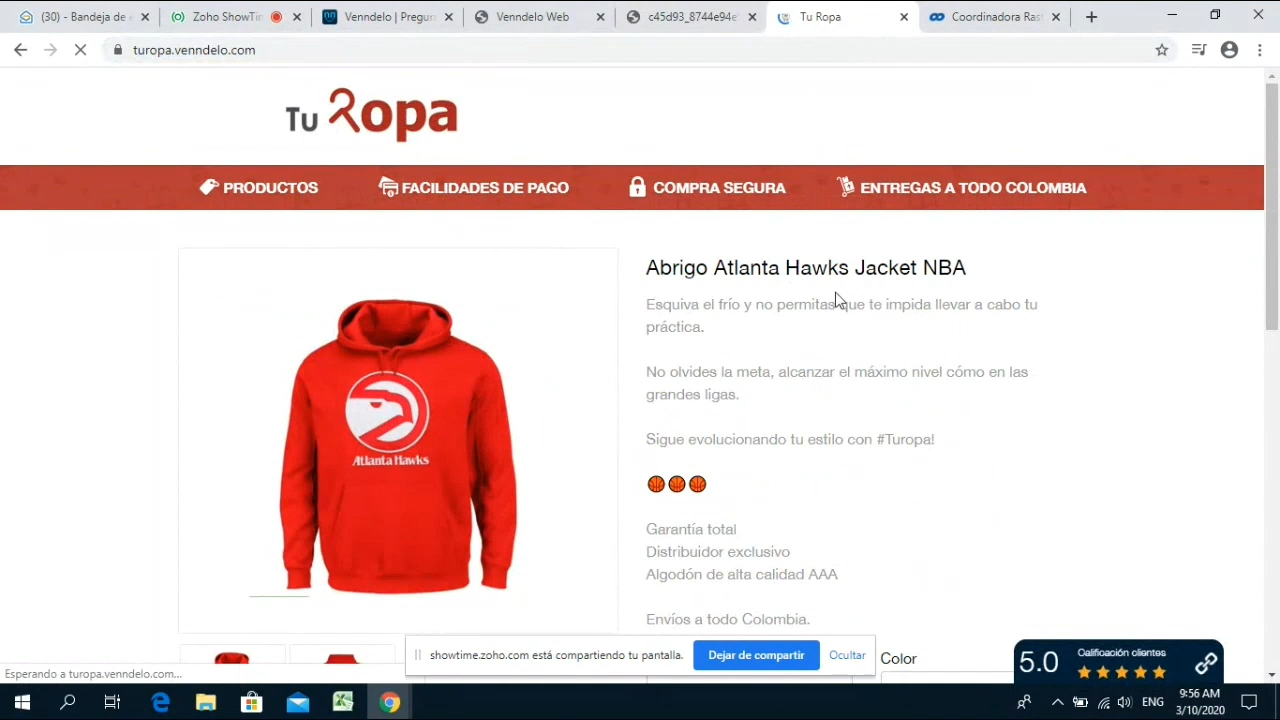 (30) - Bandeja de e
Zoho ShowTim
Venndelo | Pregun
Venndelo Web
c45d93_8744e94e
Tu Ropa
Coordinadora Rast
turopa.venndelo.com
Tu Ropa
PRODUCTOS
FACILIDADES DE PAGO
COMPRA SEGURA
ENTREGAS A TODO COLOMBIA
Abrigo Atlanta Hawks Jacket NBA
Esquiva el frío y no permitas que te impida llevar a cabo tu
práctica.
No olvides la meta, alcanzar el máximo nivel cómo en las
grandes ligas.
Sigue evolucionando tu estilo con #Turopa!
Atlanta Hawks
Garantía total
Distribuidor exclusivo
Algodón de alta calidad AAA
Envíos a todo Colombia.
showtime.zoho.com está compartiendo tu pantalla.
Dejar de compartir
Ocultar
Color
5.0
Calificación clientes
Esperando a turopa.venndelo.com...
ENG
9:56 AM
3/10/2020